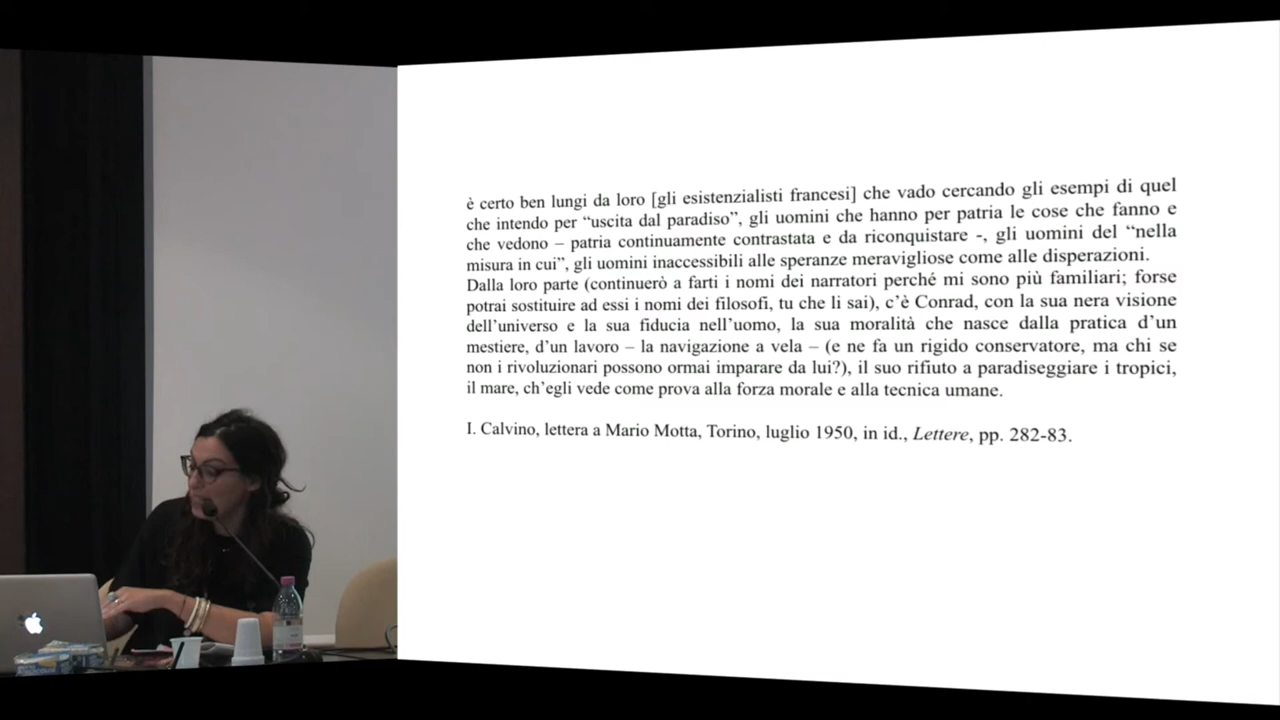 è certo ben lungi da loro [gli esistenzialisti francesi] che vado cercando gli esempi di quel
che intendo per “uscita dal paradiso”, gli uomini che hanno per patria le cose che fanno e
che vedono – patria continuamente contrastata e da riconquistare -, gli uomini del “nella
misura in cui”, gli uomini inaccessibili alle speranze meravigliose come alle disperazioni.
Dalla loro parte (continuerò a farti i nomi dei narratori perché mi sono più familiari; forse
potrai sostituire ad essi i nomi dei filosofi, tu che li sai), c’è Conrad, con la sua nera visione
dell’universo e la sua fiducia nell’uomo, la sua moralità che nasce dalla pratica d’un
mestiere, d’un lavoro – la navigazione a vela – (e ne fa un rigido conservatore, ma chi se
non i rivoluzionari possono ormai imparare da lui?), il suo rifiuto a paradiseggiare i tropici,
il mare, ch’egli vede come prova alla forza morale e alla tecnica umane.
I. Calvino, lettera a Mario Motta, Torino, luglio 1950, in id., Lettere, pp. 282-83.